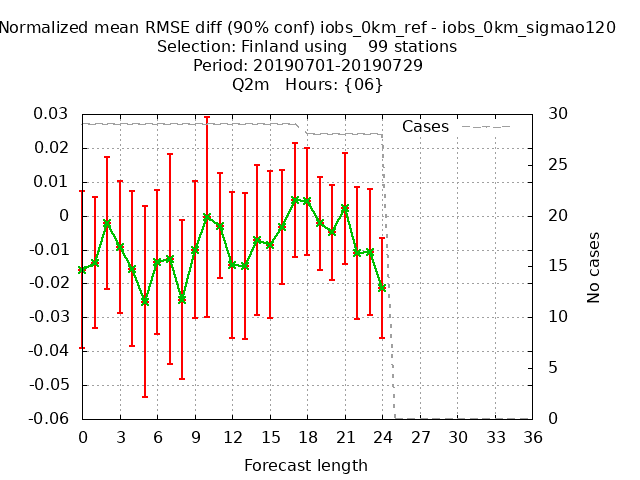 Normalized mean RMSE diff (90% conf) iobs_0km_ref - iobs_0km_sigmao120
Selection: Finland using 99 stations
Period: 20190701-20190729
Q2m Hours: {06}
Cases
0.03
0.02
0.01
0
-0.01
-0.02
-0.03
-0.04
-0.05
-0.06
30
25
20
15
10
5
0
No cases
0 3 6 9 12 15 18 21 24 27 30 33 36
Forecast length